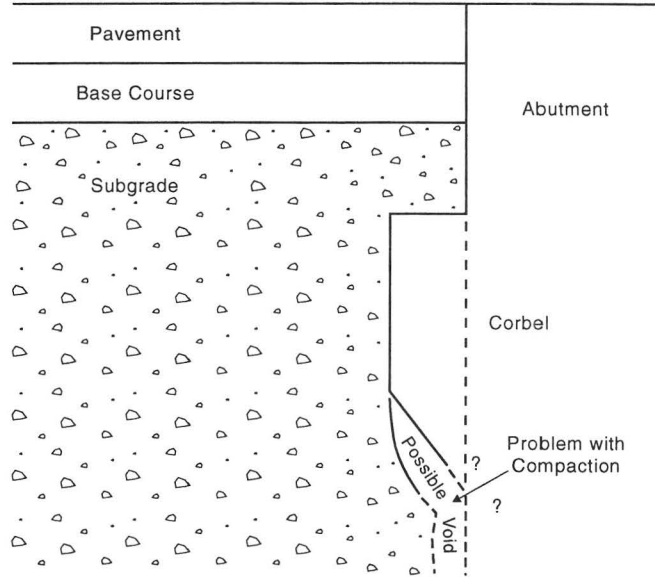 Pavement
Base Course
Abutment
Subgrade
Corbel
Problem with
Compaction
?
?
Possible
Void